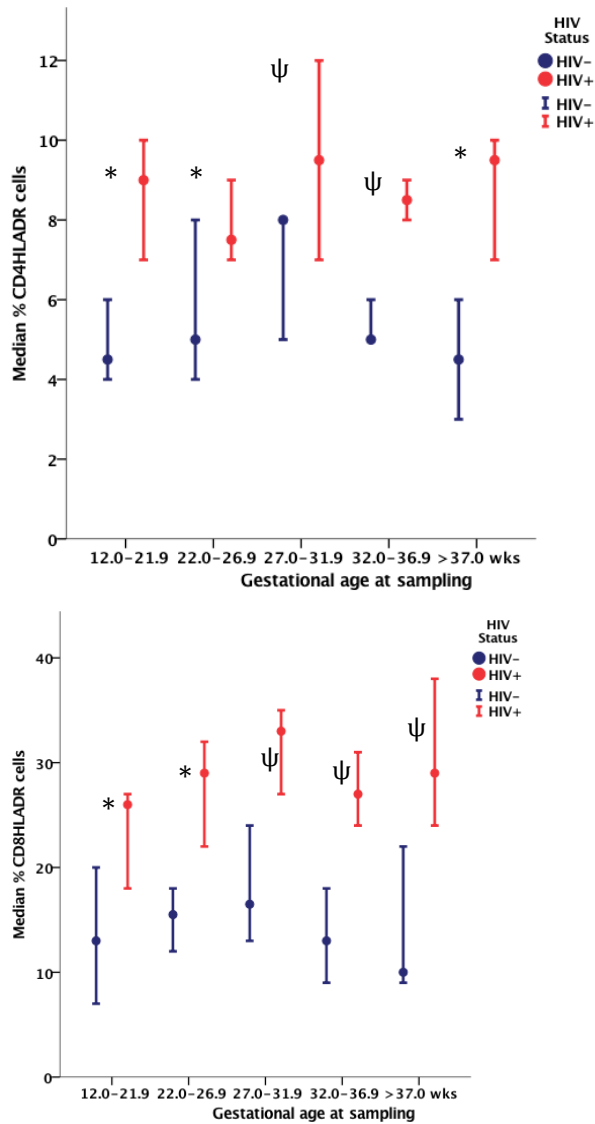 HIV
Status
HIV-
HIV+
HIV-
HIV+
Median % CD4HLADR cells
12
10
8
6
4
2
0
ψ
*
*
ψ
*
12.0-21.9 22.0-26.9 27.0-31.9 32.0-36.9 >37.0 wks
Gestational age at sampling
HIV
Status
HIV-
HIV+
HIV-
HIV+
Median % CD8HLADR cells
40
30
20
10
0
*
*
ψ
ψ
ψ
12.0-21.9 22.0-26.9 27.0-31.9 32.0-36.9 >37.0 wks
Gestational age at sampling